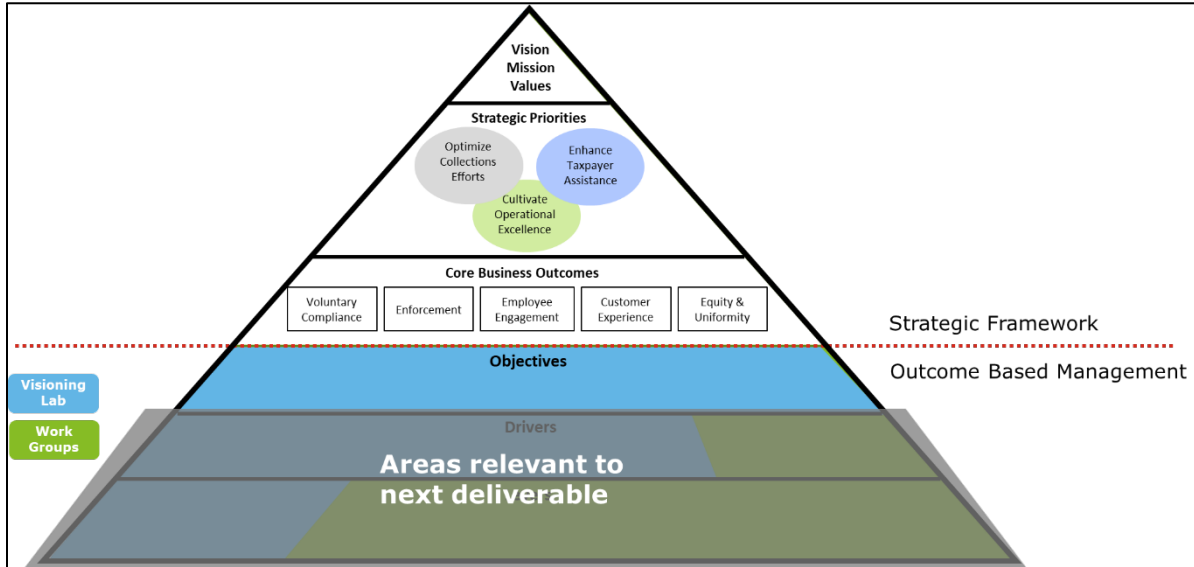 Vision
Mission
Values
Strategic Priorities
Optimize
Collections
Efforts
Enhance
Taxpayer
Assistance
Cultivate
Operational
Excellence
Core Business Outcomes
Voluntary
Compliance
Enforcement
Employee
Engagement
Customer
Experience
Equity &
Uniformity
Strategic Framework
Objectives
Outcome Based Management
Visioning
Lab
Work
Groups
Drivers
Areas relevant to
next deliverable